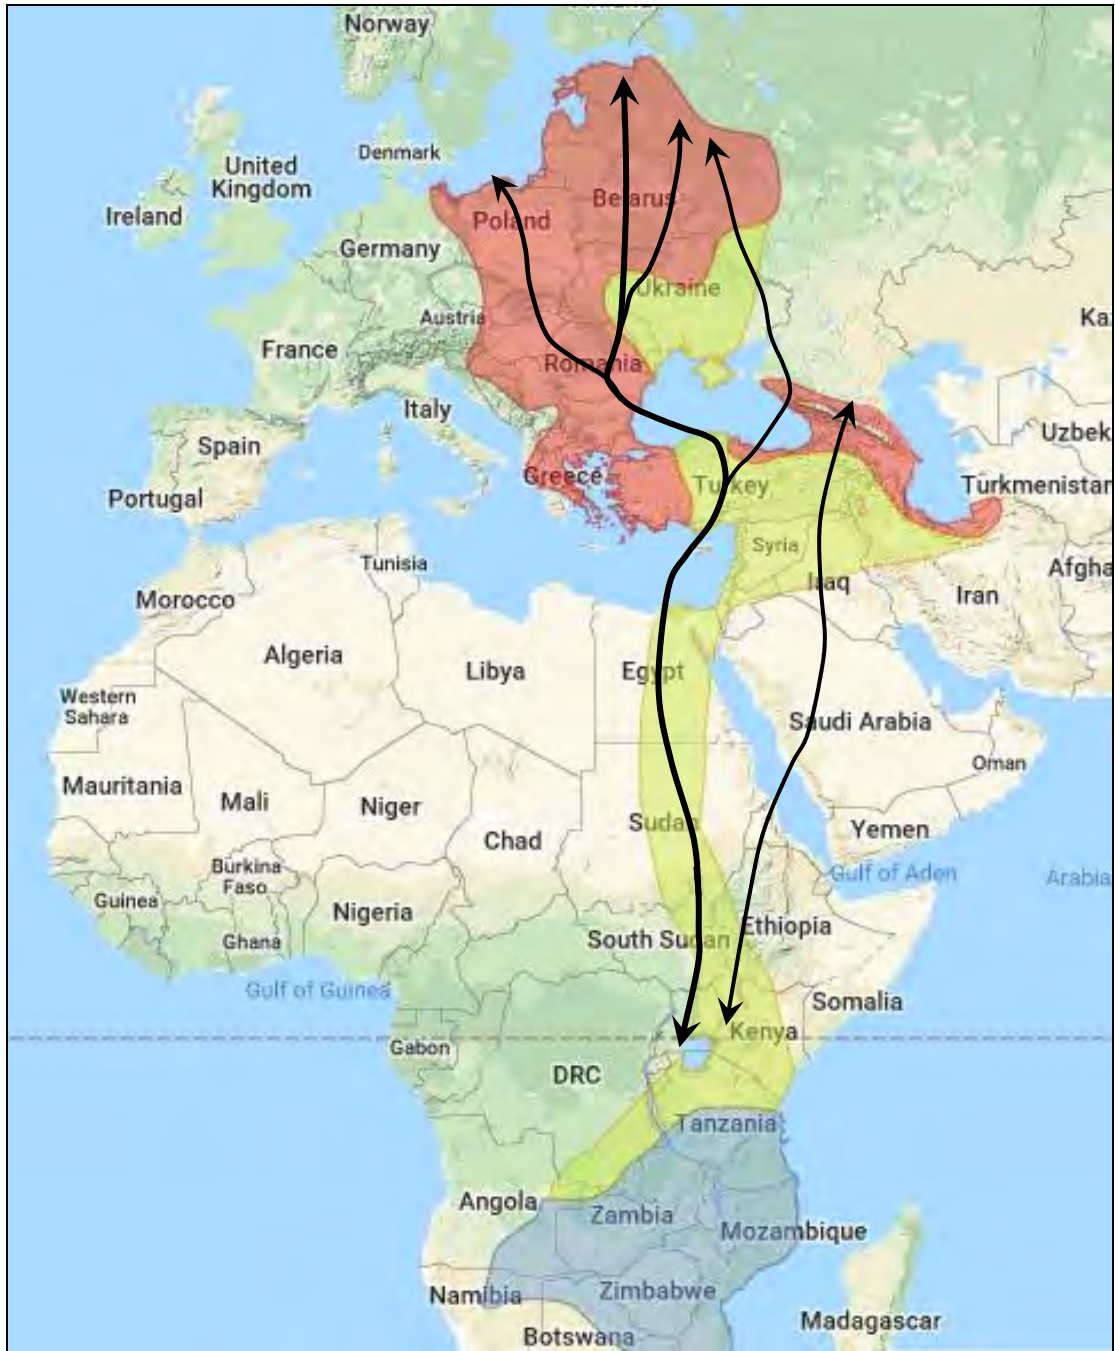 Norway
Denmark
United
Kingdom
Ireland
Belarus
Poland
Germany
Ukraine
Austria
Ka
France
Romania
Italy
Uzbek
Spain
Greece
Turkey
Turkmenistan
Portugal
Syria
Tunisia
Afgha
Iraq
Iran
Morocco
Algeria
Libya
Egypt
Western
Sahara
Saudi Arabia
Oman
Mauritania
Mali
Niger
Sudan
Chad
Yemen
Burkina
Faso
Gulf of Aden
Arabia
Guinea
Nigeria
Ethiopia
Ghana
South Sudan
Gulf of Guinea
Somalia
Kenya
Gabon
DRC
Tanzania
Angola
Zambia
Mozambique
Namibia
Zimbabwe
Madagascar
Botswana